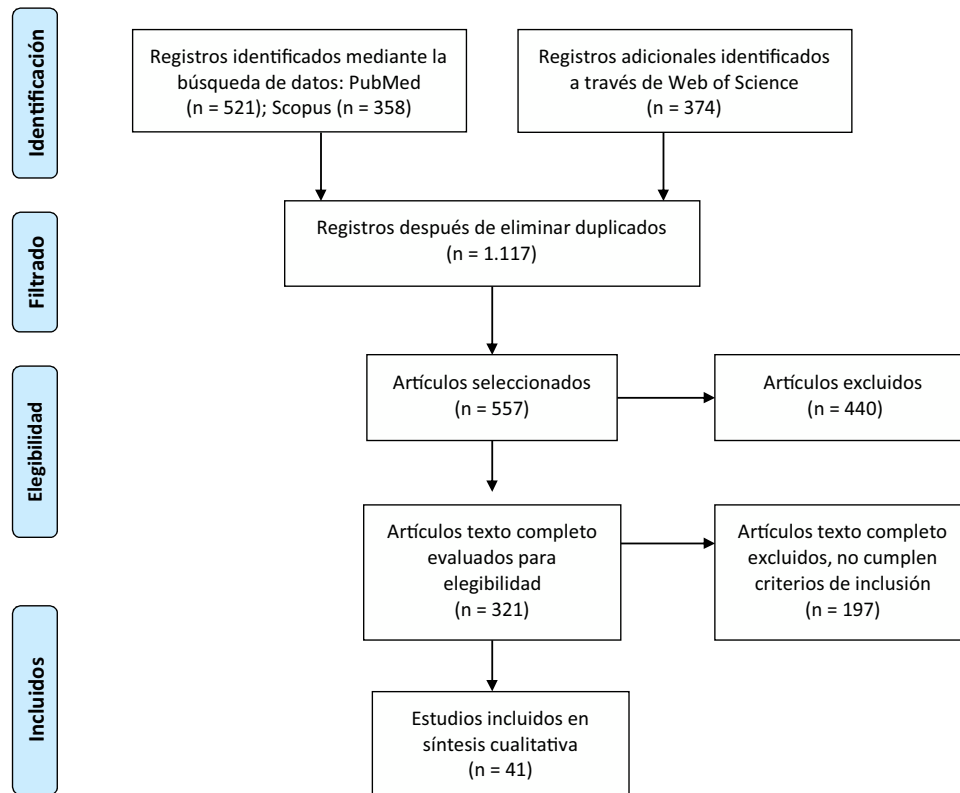 Identificación
Registros identificados mediante la
búsqueda de datos: PubMed
(n = 521); Scopus (n = 358)
Registros adicionales identificados
a través de Web of Science
(n = 374)
Filtrado
Registros después de eliminar duplicados
(n = 1.117)
Elegibilidad
Artículos seleccionados
(n = 557)
Artículos excluidos
(n = 440)
Artículos texto completo
evaluados para
elegibilidad
(n = 321)
Artículos texto completo
excluidos, no cumplen
criterios de inclusión
(n = 197)
Incluidos
Estudios incluidos en
síntesis cualitativa
(n = 41)